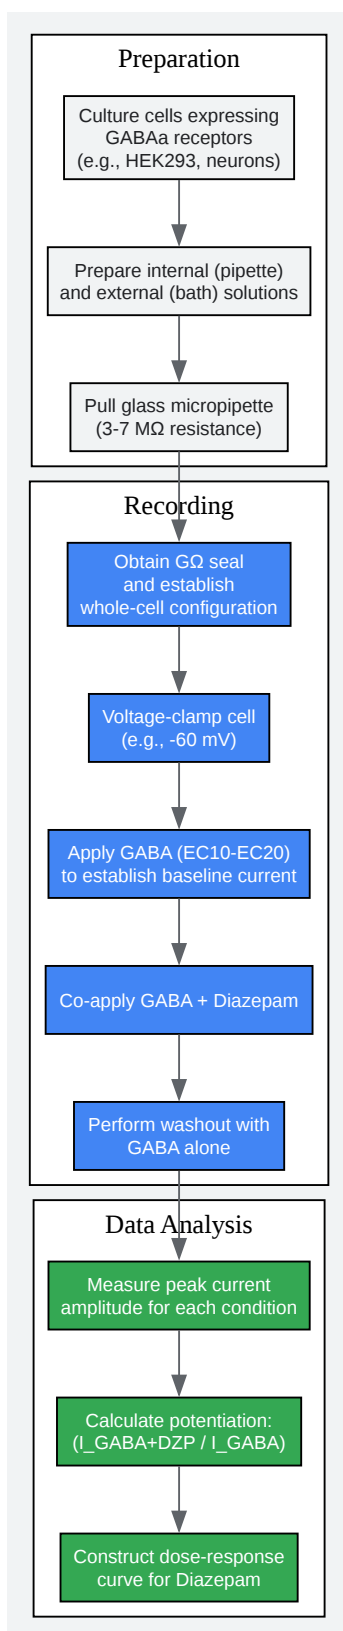 Preparation
Culture cells expressing
GABAa receptors
(e.g., HEK293, neurons)
Prepare internal (pipette)
and external (bath) solutions
Pull glass micropipette
(3-7 MΩ resistance)
Recording
Obtain GΩ seal
and establish
whole-cell configuration
Voltage-clamp cell
(e.g., -60 mV)
Apply GABA (EC10-EC20)
to establish baseline current
Co-apply GABA + Diazepam
Perform washout with
GABA alone
Data Analysis
Measure peak current
amplitude for each condition
Calculate potentiation:
(I_GABA+DZP / I_GABA)
Construct dose-response
curve for Diazepam